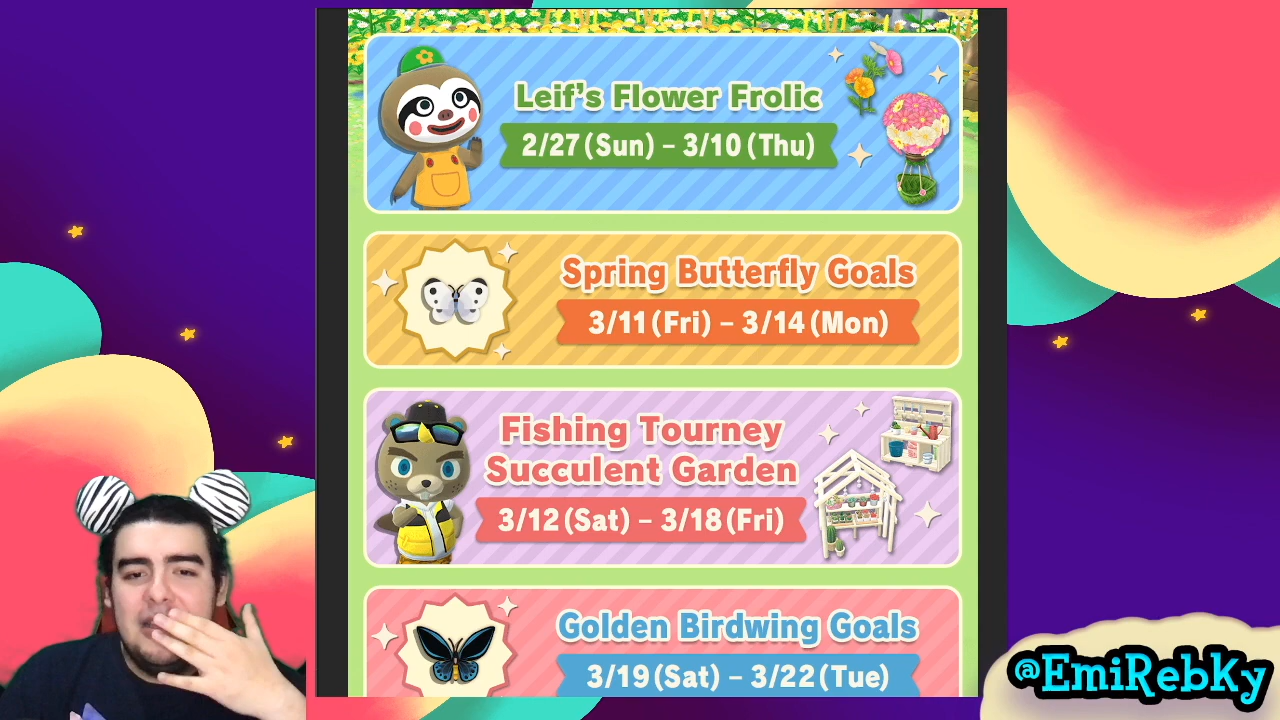 Leif's Flower Frolic
2/27(Sun) – 3/10(Thu)
Spring Butterfly Goals
3/11(Fri) – 3/14(Mon)
Fishing Tourney
Succulent Garden
3/12(Sat) – 3/18(Fri)
Golden Birdwing Goals
3/19(Sat) – 3/22(Tue)
@EmiRebKy